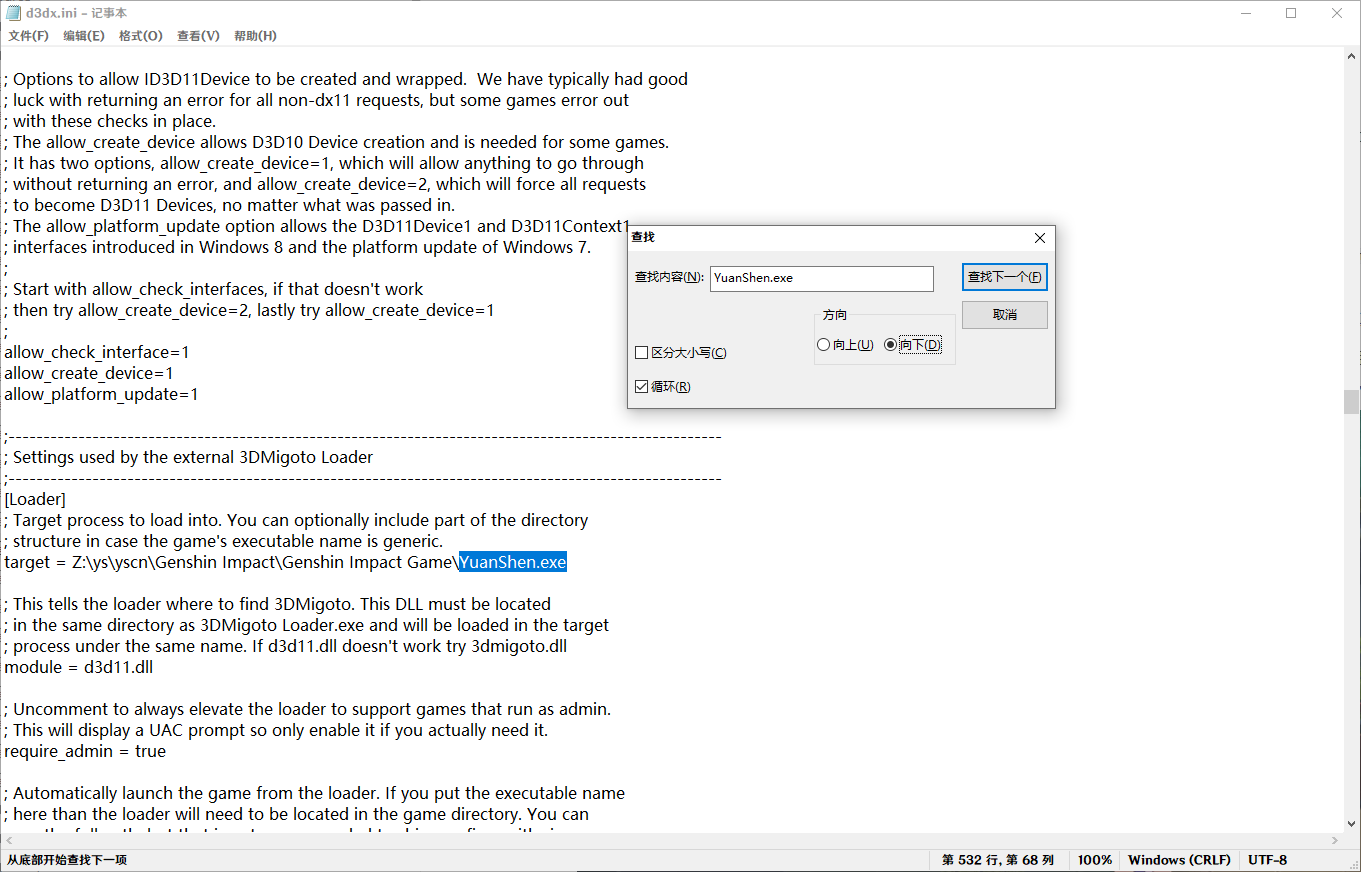 d3dx.ini - 记事本
文件(F) 编辑(E) 格式(O) 查看(V) 帮助(H)
; Options to allow ID3D11Device to be created and wrapped.  We have typically had good
; luck with returning an error for all non-dx11 requests, but some games error out
; with these checks in place.
; The allow_create_device allows D3D10 Device creation and is needed for some games.
; It has two options, allow_create_device=1, which will allow anything to go through
; without returning an error, and allow_create_device=2, which will force all requests
; to become D3D11 Devices, no matter what was passed in.
; The allow_platform_update option allows the D3D11Device1 and D3D11Context1
; interfaces introduced in Windows 8 and the platform update of Windows 7.
;
; Start with allow_check_interfaces, if that doesn't work
; then try allow_create_device=2, lastly try allow_create_device=1
;
allow_check_interface=1
allow_create_device=1
allow_platform_update=1
;------------------------------------------------------------------------------------------------------
; Settings used by the external 3DMigoto Loader
;------------------------------------------------------------------------------------------------------
[Loader]
; Target process to load into. You can optionally include part of the directory
; structure in case the game's executable name is generic.
target = Z:\ys\yscn\Genshin Impact\Genshin Impact Game\YuanShen.exe
; This tells the loader where to find 3DMigoto. This DLL must be located
; in the same directory as 3DMigoto Loader.exe and will be loaded in the target
; process under the same name. If d3d11.dll doesn't work try 3dmigoto.dll
module = d3d11.dll
; Uncomment to always elevate the loader to support games that run as admin.
; This will display a UAC prompt so only enable it if you actually need it.
require_admin = true
; Automatically launch the game from the loader. If you put the executable name
; here than the loader will need to be located in the game directory. You can
查找
查找内容(N): YuanShen.exe 查找下一个(F)
取消
方向
向上(U) 向下(D)
区分大小写(C)
循环(R)
从底部开始查找下一项 第 532 行, 第 68 列 100% Windows (CRLF) UTF-8